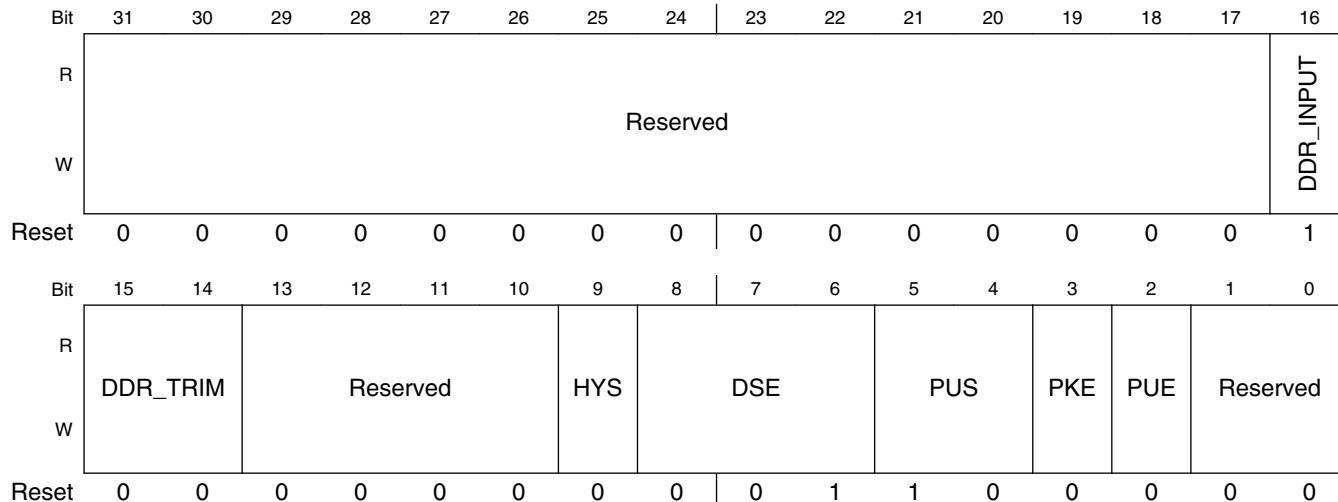 Bit 31 30 29 28 27 26 25 24 23 22 21 20 19 18 17 16
R
Reserved DDR_INPUT
W
Reset 0 0 0 0 0 0 0 0 0 0 0 0 0 0 0 1
Bit 15 14 13 12 11 10 9 8 7 6 5 4 3 2 1 0
R
DDR_TRIM Reserved HYS DSE PUS PKE PUE Reserved
W
Reset 0 0 0 0 0 0 0 0 0 1 1 0 0 0 0 0